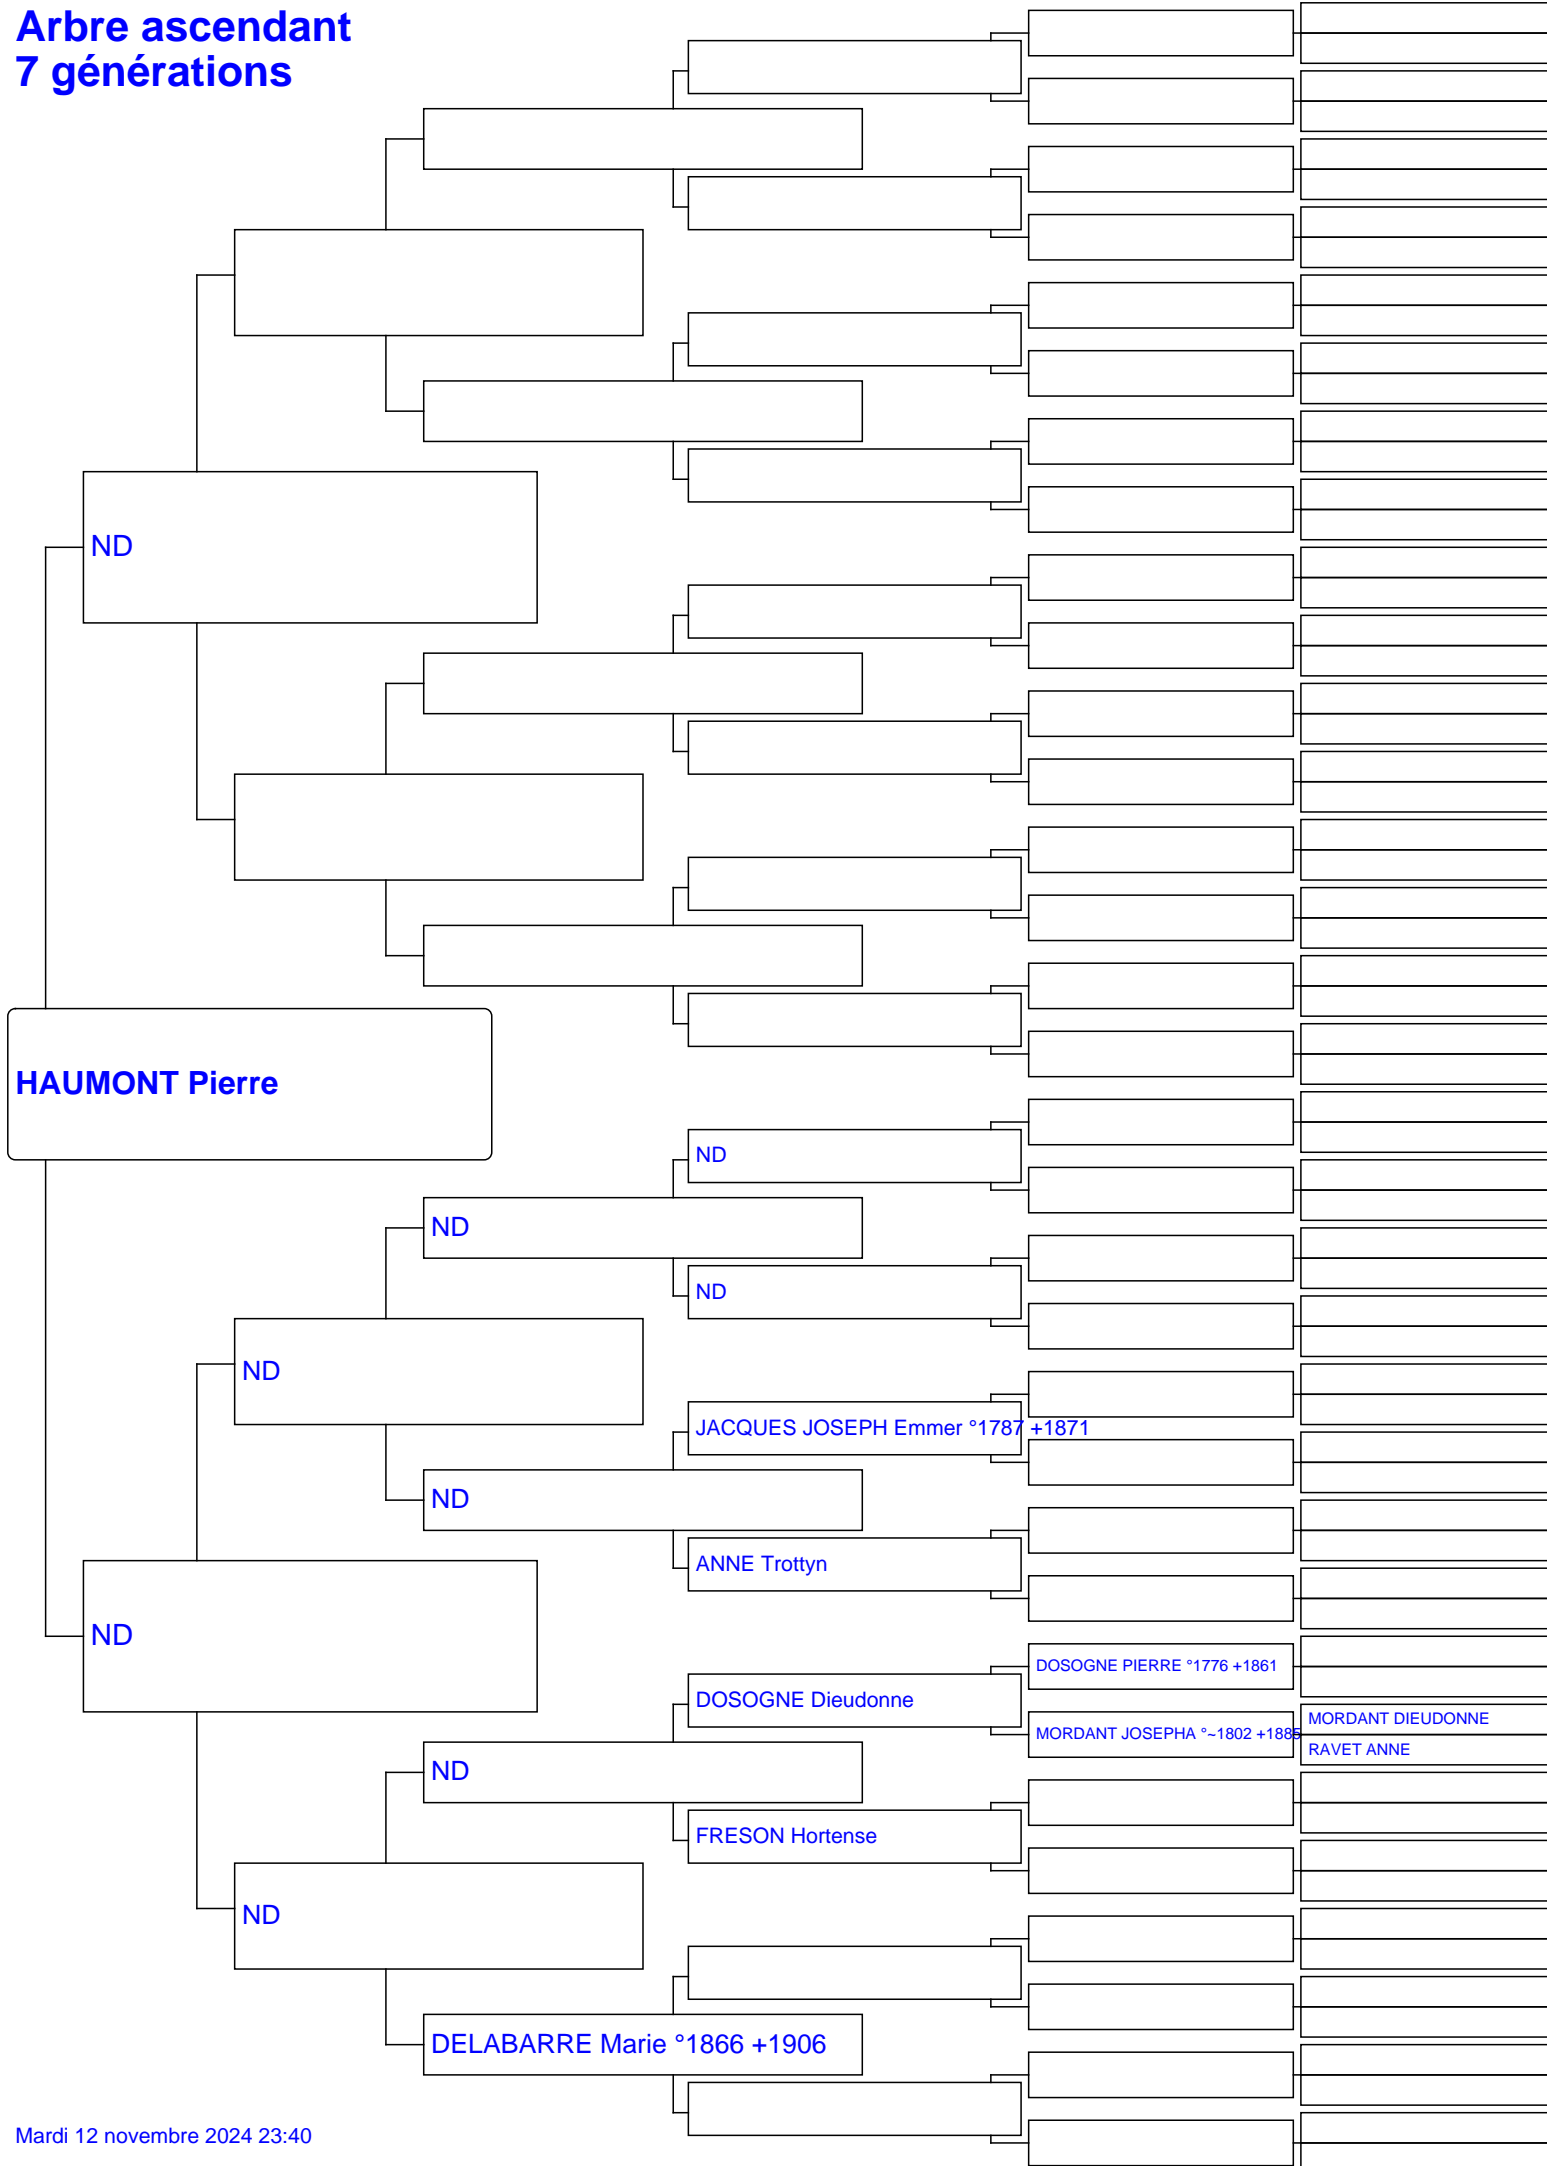 Arbre ascendant
7 générations
ND
HAUMONT Pierre
ND
ND
ND
ND
JACQUES JOSEPH Emmer °1787 +1871
ND
ANNE Trottyn
ND
DOSOGNE PIERRE °1776 +1861
DOSOGNE Dieudonne
MORDANT JOSEPHA °~1802 +1885
MORDANT DIEUDONNE
RAVET ANNE
ND
FRESON Hortense
ND
DELABARRE Marie °1866 +1906
Mardi 12 novembre 2024 23:40